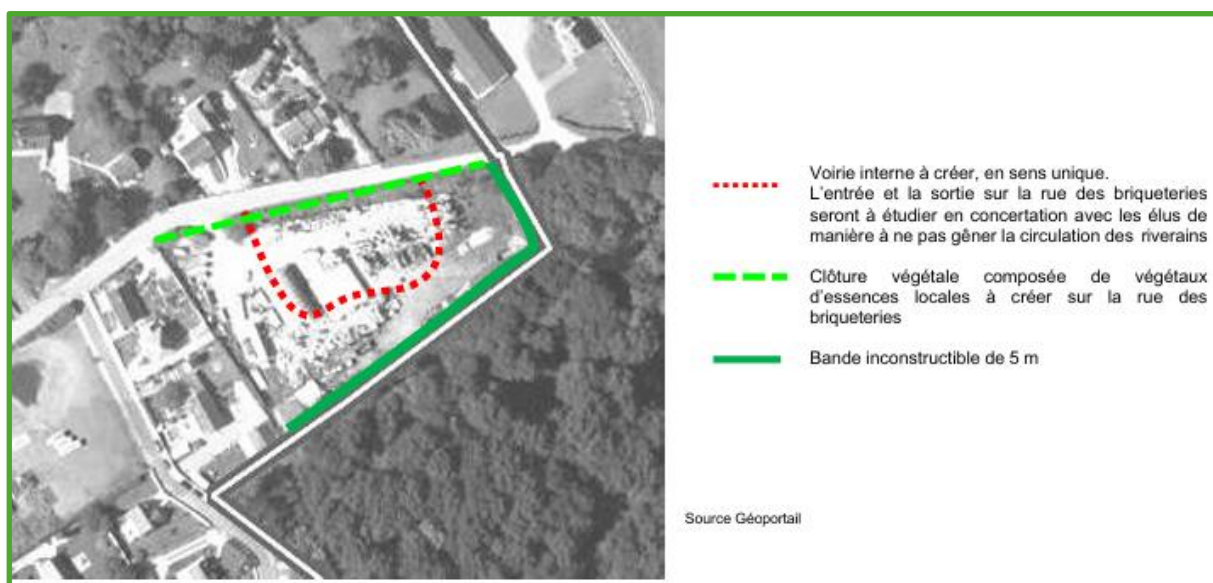 Voirie interne à créer, en sens unique.
L'entrée et la sortie sur la rue des briqueteries
seront à étudier en concertation avec les élus de
manière à ne pas gêner la circulation des riverains
Clôture végétale composée de végétaux
d'essences locales à créer sur la rue des
briqueteries
Bande inconstructible de 5 m
Source Géoportail